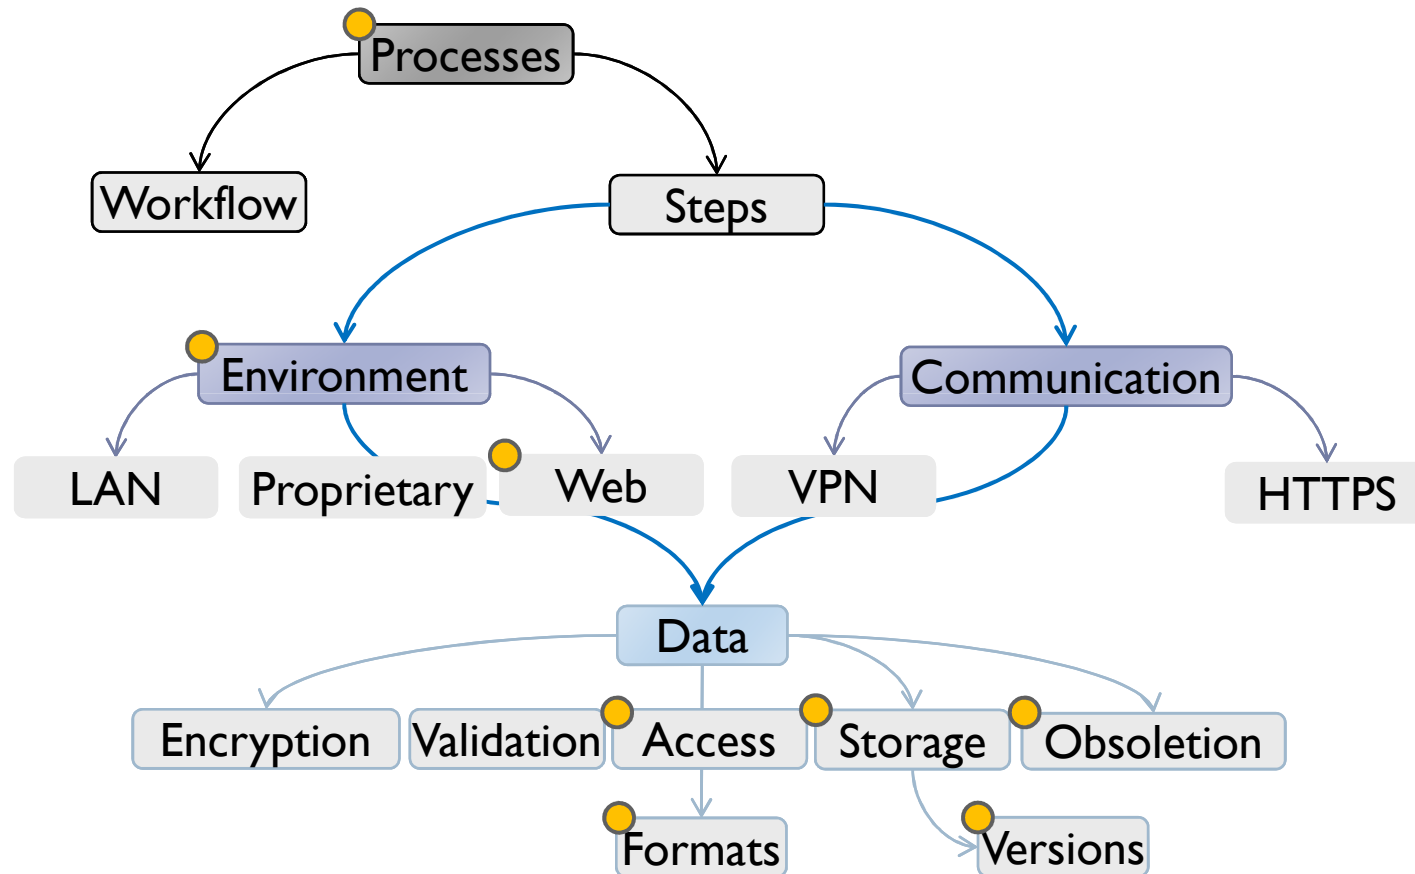 Processes
Workflow
Steps
Environment
Communication
LAN
Proprietary
Web
VPN
HTTPS
Data
Encryption
Validation
Access
Storage
Obsoletion
Formats
Versions